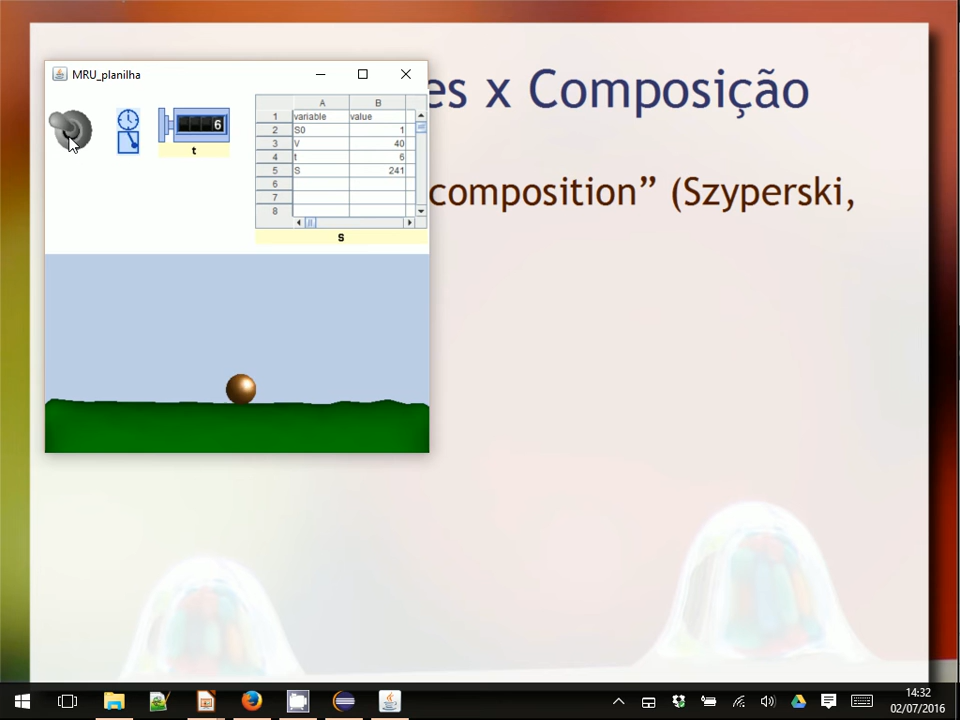 MRU_planilha
es x Composição
6
t
A B
1 variable value
2 S0 1
3 V 40
4 t 6
5 S 241
6
7
8
S
composition” (Szyperski,
14:32
02/07/2016